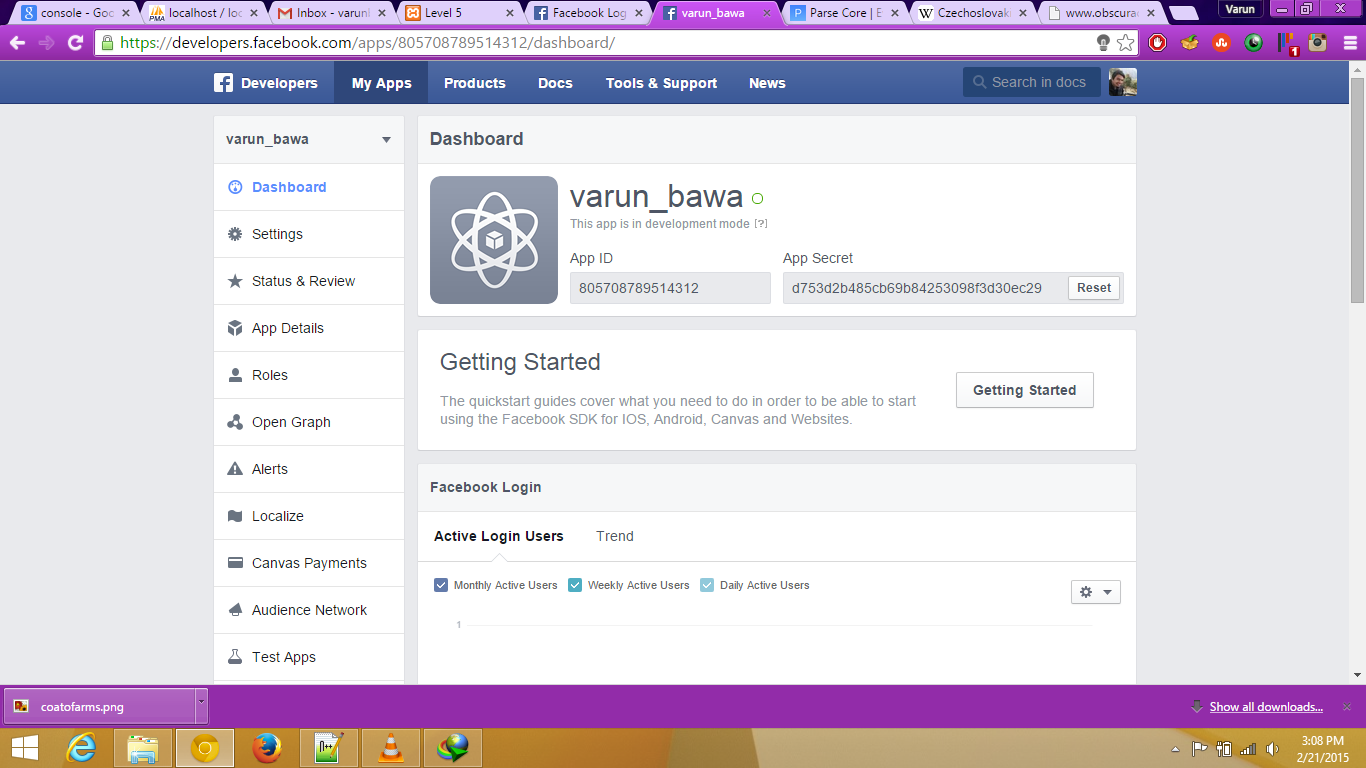 console - Goo
localhost / loc
Inbox - varunl
Level 5
Facebook Log
varun_bawa
Parse Core | E
Czechoslovaki
www.obscura
Varun
https://developers.facebook.com/apps/805708789514312/dashboard/
1
Developers
My Apps
Products
Docs
Tools & Support
News
Search in docs
varun_bawa
Dashboard
Settings
Status & Review
App Details
Roles
Open Graph
Alerts
Localize
Canvas Payments
Audience Network
Test Apps
Dashboard
varun_bawa
This app is in development mode [?]
App ID
App Secret
805708789514312
d753d2b485cb69b84253098f3d30ec29
Reset
Getting Started
The quickstart guides cover what you need to do in order to be able to start
using the Facebook SDK for IOS, Android, Canvas and Websites.
Getting Started
Facebook Login
Active Login Users
Trend
Monthly Active Users
Weekly Active Users
Daily Active Users
1
coatofarms.png
Show all downloads...
3:08 PM
2/21/2015